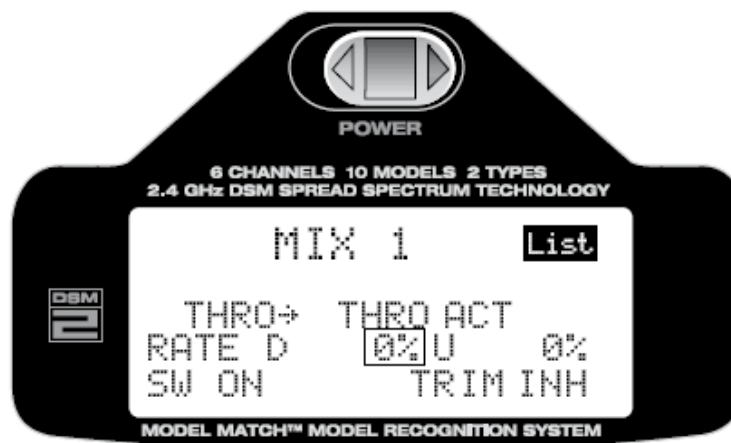 POWER
6 CHANNELS 10 MODELS 2 TYPES
2.4 GHz DSM SPREAD SPECTRUM TECHNOLOGY
MIX 1 List
DSM
2
THRO→ THRO ACT
RATE D 0% U 0%
SW ON TRIM INH
MODEL MATCH™ MODEL RECOGNITION SYSTEM